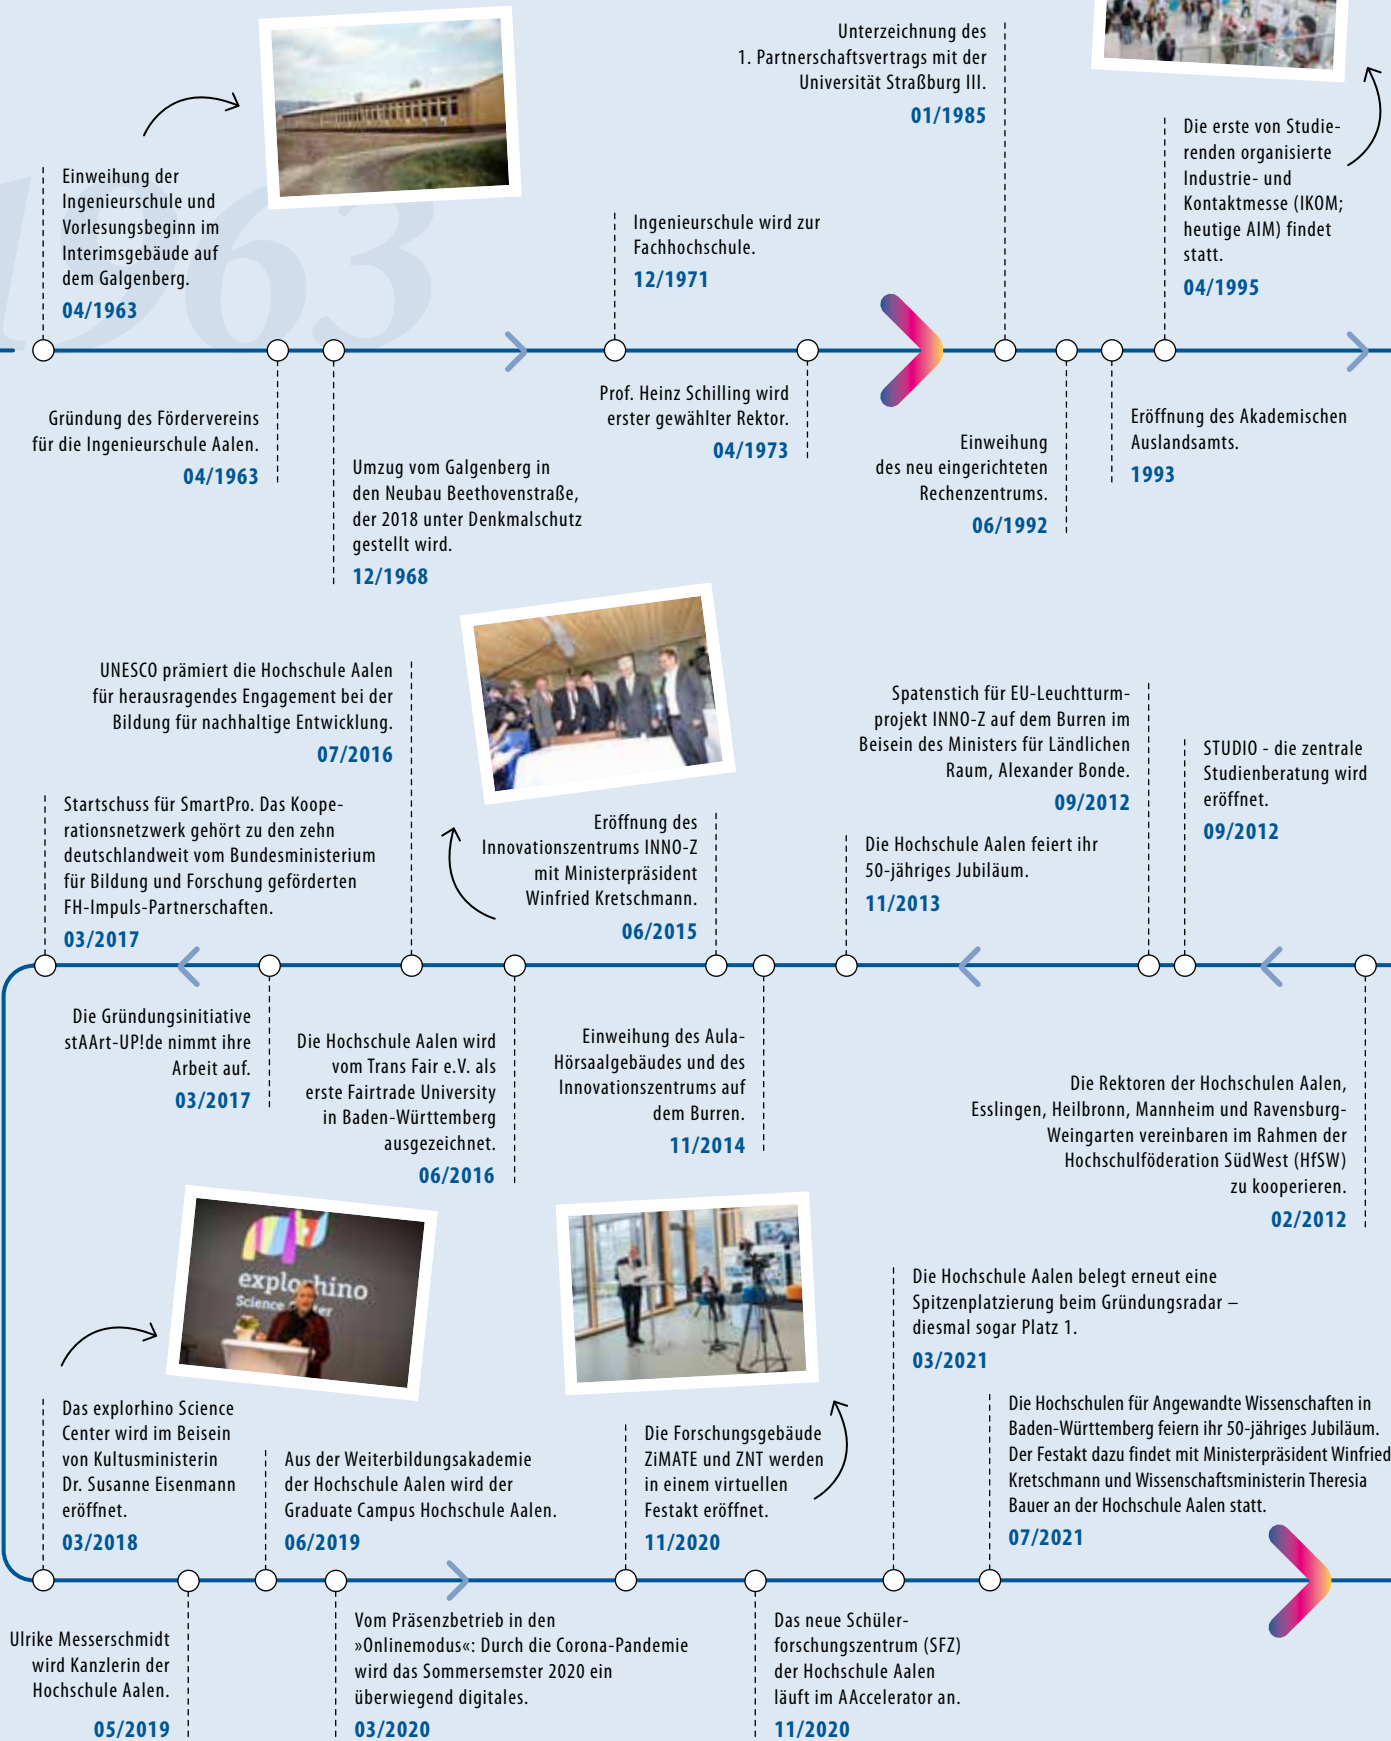 1963
Einweihung der
Ingenieurschule und
Vorlesungsbeginn im
Interimsgebäude auf
dem Galgenberg.
04/1963
Gründung des Fördervereins
für die Ingenieurschule Aalen.
04/1963
Umzug vom Galgenberg in
den Neubau Beethovenstraße,
der 2018 unter Denkmalschutz
gestellt wird.
12/1968
Ingenieurschule wird zur
Fachhochschule.
12/1971
Prof. Heinz Schilling wird
erster gewählter Rektor.
04/1973
Unterzeichnung des
1. Partnerschaftsvertrags mit der
Universität Straßburg III.
01/1985
Einweihung
des neu eingerichteten
Rechenzentrums.
06/1992
Eröffnung des Akademischen
Auslandsamts.
1993
Die erste von Studie-
renden organisierte
Industrie- und
Kontaktmesse (IKOM;
heutige AIM) findet
statt.
04/1995
Die Rektoren der Hochschulen Aalen,
Esslingen, Heilbronn, Mannheim und Ravensburg-
Weingarten vereinbaren im Rahmen der
Hochschulföderation SüdWest (HfSW)
zu kooperieren.
02/2012
STUDIO - die zentrale
Studienberatung wird
eröffnet.
09/2012
Spatenstich für EU-Leuchtturm-
projekt INNO-Z auf dem Burren im
Beisein des Ministers für Ländlichen
Raum, Alexander Bonde.
09/2012
Die Hochschule Aalen feiert ihr
50-jähriges Jubiläum.
11/2013
Einweihung des Aula-
Hörsaalgebäudes und des
Innovationszentrums auf
dem Burren.
11/2014
Eröffnung des
Innovationszentrums INNO-Z
mit Ministerpräsident
Winfried Kretschmann.
06/2015
Die Hochschule Aalen wird
vom Trans Fair e.V. als
erste Fairtrade University
in Baden-Württemberg
ausgezeichnet.
06/2016
UNESCO prämiert die Hochschule Aalen
für herausragendes Engagement bei der
Bildung für nachhaltige Entwicklung.
07/2016
Die Gründungsinitiative
stAArt-UP!de nimmt ihre
Arbeit auf.
03/2017
Startschuss für SmartPro. Das Koope-
rationsnetzwerk gehört zu den zehn
deutschlandweit vom Bundesministerium
für Bildung und Forschung geförderten
FH-Impuls-Partnerschaften.
03/2017
explorhino
Science Center
Das explorhino Science
Center wird im Beisein
von Kultusministerin
Dr. Susanne Eisenmann
eröffnet.
03/2018
Ulrike Messerschmidt
wird Kanzlerin der
Hochschule Aalen.
05/2019
Aus der Weiterbildungsakademie
der Hochschule Aalen wird der
Graduate Campus Hochschule Aalen.
06/2019
Vom Präsenzbetrieb in den
»Onlinemodus«: Durch die Corona-Pandemie
wird das Sommersemster 2020 ein
überwiegend digitales.
03/2020
Die Forschungsgebäude
ZiMATE und ZNT werden
in einem virtuellen
Festakt eröffnet.
11/2020
Das neue Schüler-
forschungszentrum (SFZ)
der Hochschule Aalen
läuft im AAccelerator an.
11/2020
Die Hochschule Aalen belegt erneut eine
Spitzenplatzierung beim Gründungsradar –
diesmal sogar Platz 1.
03/2021
Die Hochschulen für Angewandte Wissenschaften in
Baden-Württemberg feiern ihr 50-jähriges Jubiläum.
Der Festakt dazu findet mit Ministerpräsident Winfried
Kretschmann und Wissenschaftsministerin Theresia
Bauer an der Hochschule Aalen statt.
07/2021